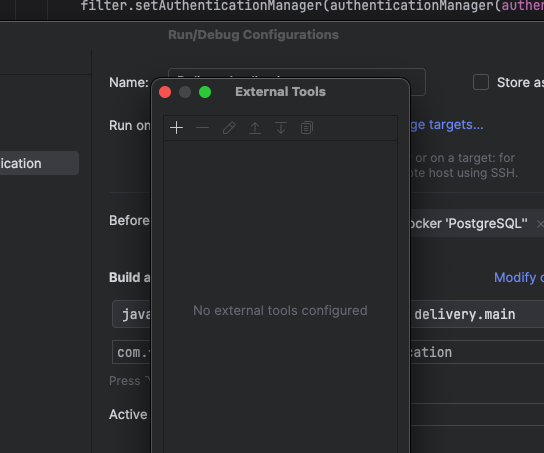 filter.setAuthenticationManager(authenticationManager(authen
Run/Debug Configurations
Name:
Store as
External Tools
Run on
ge targets...
ication
or on a target: for
ote host using SSH.
Before
ocker 'PostgreSQL"
No external tools configured
Build a
Modify o
java
delivery.main
com.
cation
Press
Active